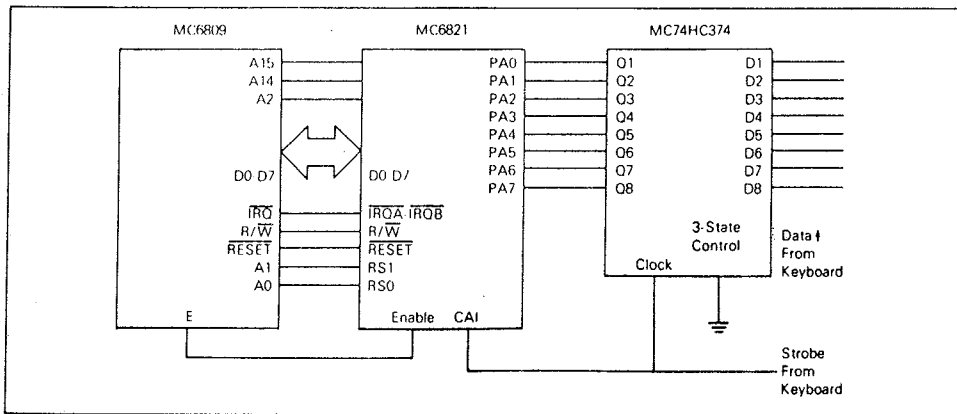 MC6809
MC6821
MC74HC374
A15
A14
A2
D0-D7
IRQ
R/W
RESET
A1
A0
E
D0-D7
IRQA-IRQB
R/W
RESET
RS1
RS0
Enable CAI
PA0
PA1
PA2
PA3
PA4
PA5
PA6
PA7
Q1
Q2
Q3
Q4
Q5
Q6
Q7
Q8
D1
D2
D3
D4
D5
D6
D7
D8
3-State
Control
Clock
Data
From
Keyboard
Strobe
From
Keyboard